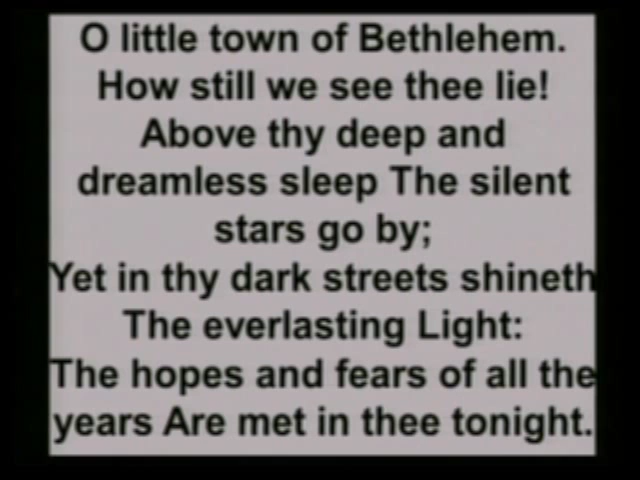 O little town of Bethlehem.
How still we see thee lie!
Above thy deep and
dreamless sleep The silent
stars go by;
Yet in thy dark streets shineth
The everlasting Light:
The hopes and fears of all the
years Are met in thee tonight.